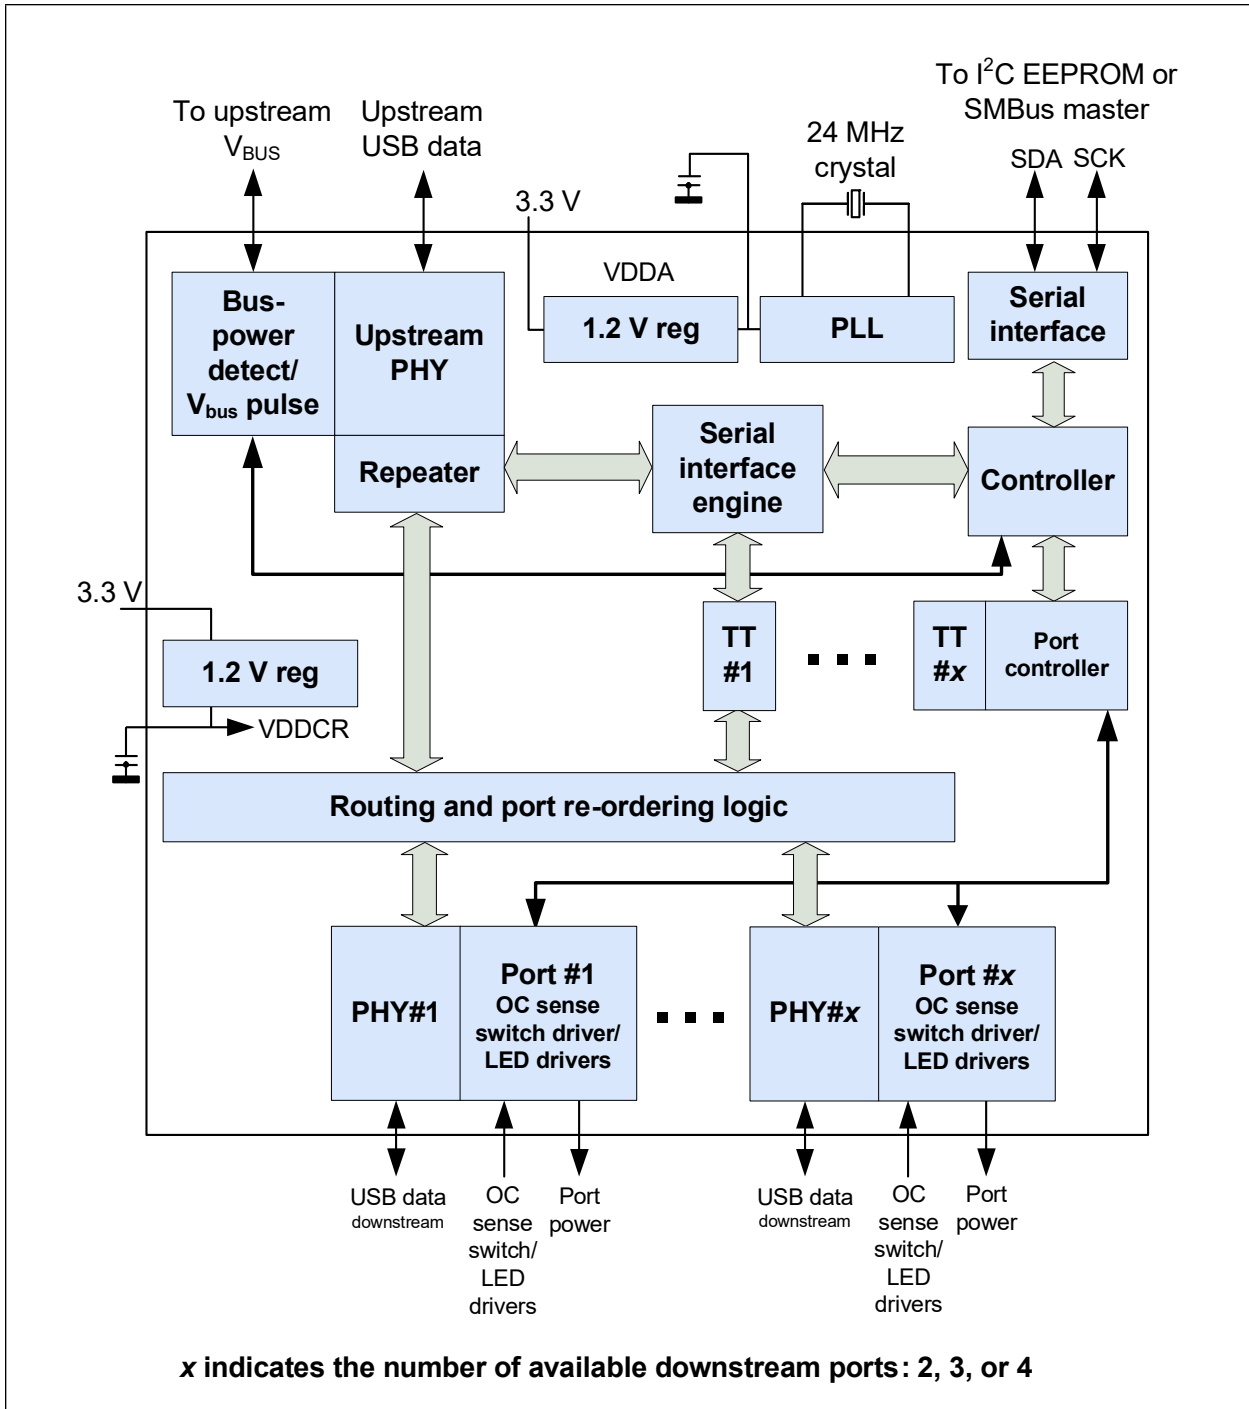 To upstream
VBUS
Upstream
USB data
3.3 V
24 MHz
crystal
To I2C EEPROM or
SMBus master
SDA
SCK
Bus-
power
detect/
Vbus pulse
Upstream
PHY
VDDA
1.2 V reg
PLL
Serial
interface
Repeater
Serial
interface
engine
Controller
3.3 V
1.2 V reg
VDDCR
TT
#1
TT
#x
Port
controller
Routing and port re-ordering logic
PHY#1
Port #1
OC sense
switch driver/
LED drivers
PHY#x
Port #x
OC sense
switch driver/
LED drivers
USB data
downstream
OC
sense
switch/
LED
drivers
Port
power
USB data
downstream
OC
sense
switch/
LED
drivers
Port
power
x indicates the number of available downstream ports: 2, 3, or 4